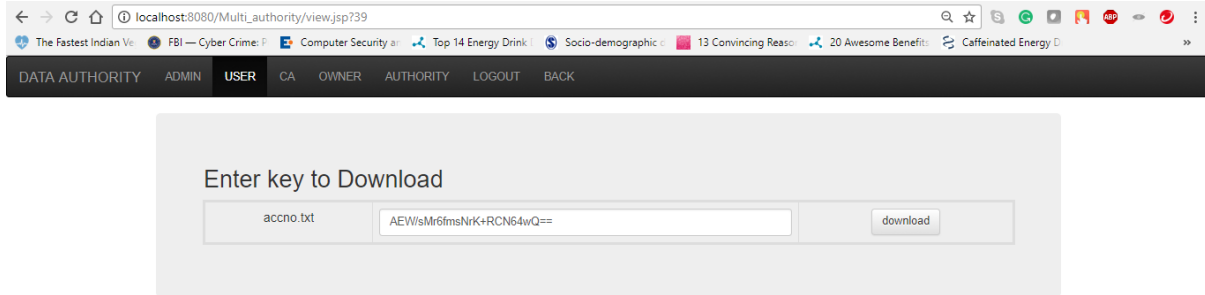 localhost:8080/Multi_authority/view.jsp?39
The Fastest Indian Ve FBI — Cyber Crime: P Computer Security ar Top 14 Energy Drink Socio-demographic c 13 Convincing Reaso 20 Awesome Benefits Caffeinated Energy D »
DATA AUTHORITY ADMIN USER CA OWNER AUTHORITY LOGOUT BACK
Enter key to Download
accno.txt AEW/sMr6fmsNrK+RCN64wQ== download